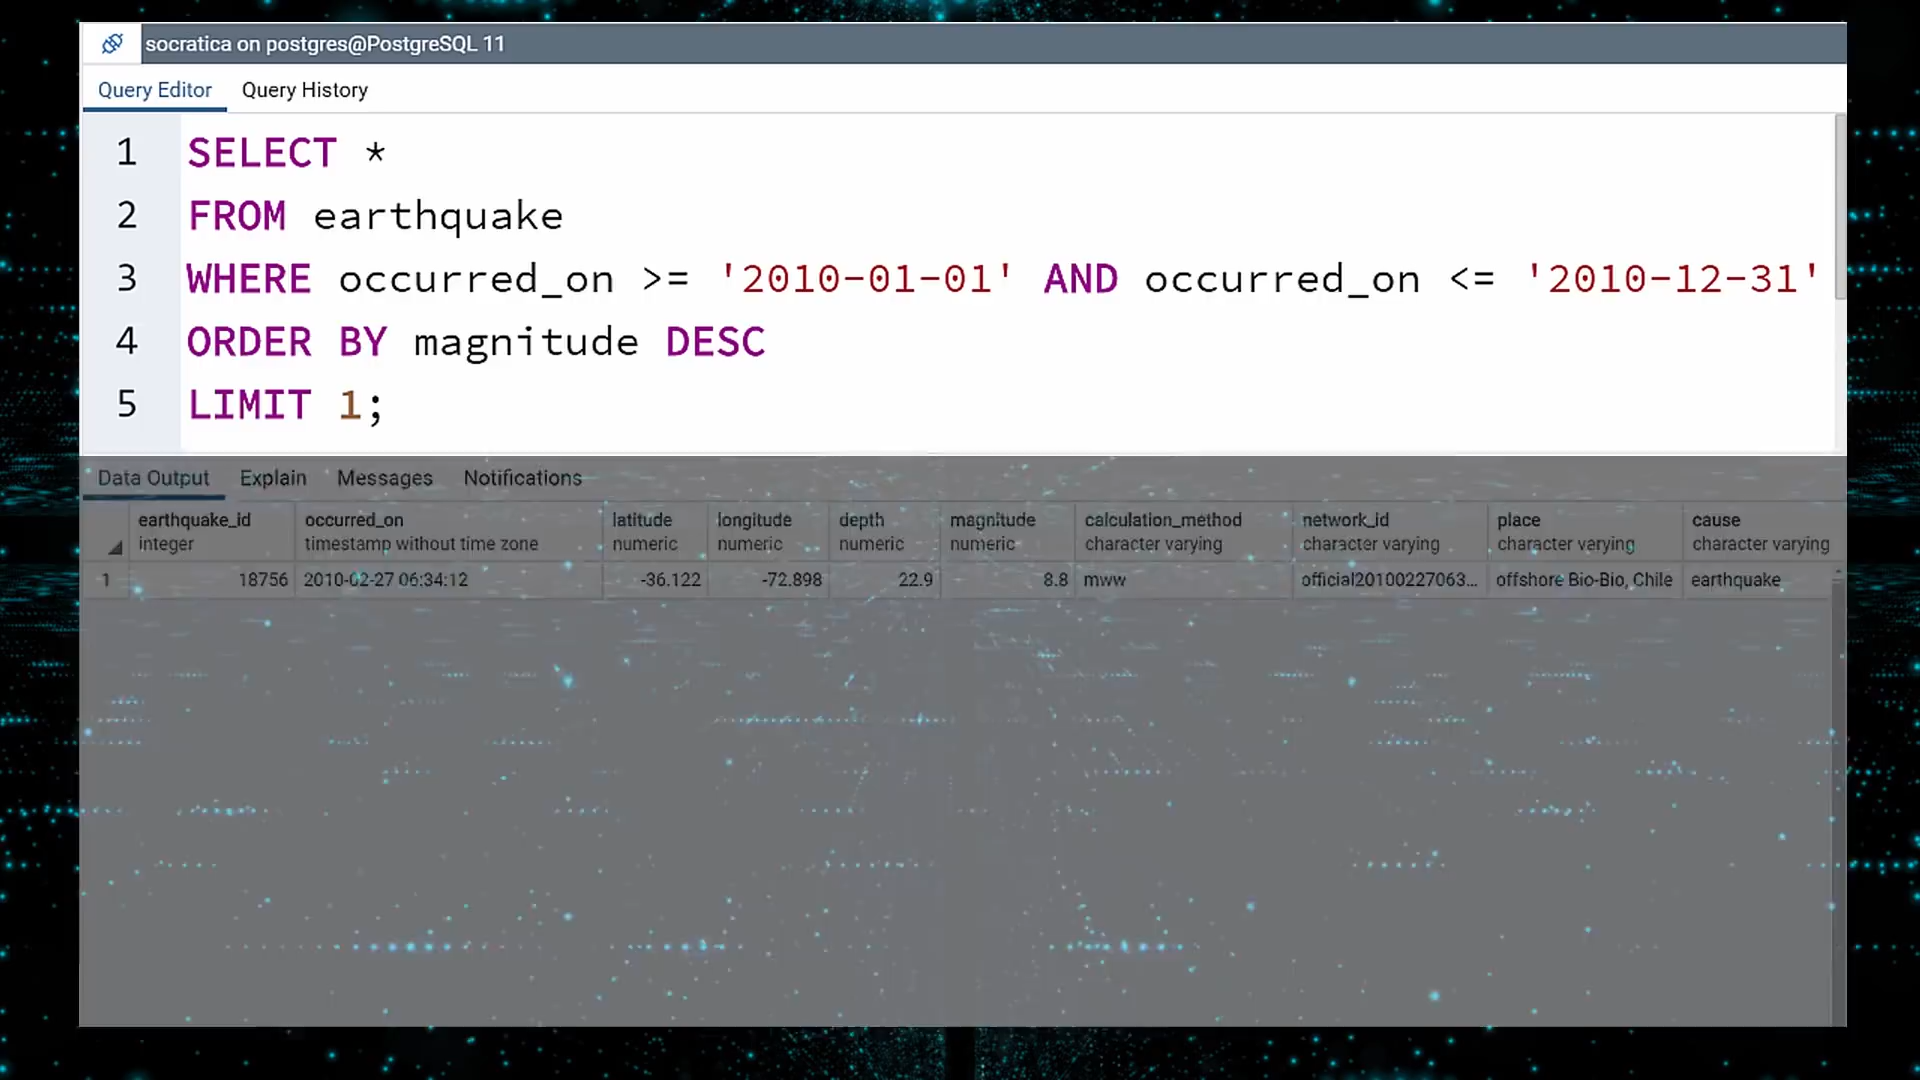 socratica on postgres@PostgreSQL 11
Query Editor Query History
1 SELECT *
2 FROM earthquake
3 WHERE occurred_on >= '2010-01-01' AND occurred_on <= '2010-12-31'
4 ORDER BY magnitude DESC
5 LIMIT 1;
Data Output Explain Messages Notifications
earthquake_id occurred_on latitude longitude depth magnitude calculation_method network_id place cause
integer timestamp without time zone numeric numeric numeric numeric character varying character varying character varying character varying
1 18756 2010-02-27 06:34:12 -36.122 -72.898 22.9 8.8 mww official20100227063... offshore Bio-Bio, Chile earthquake